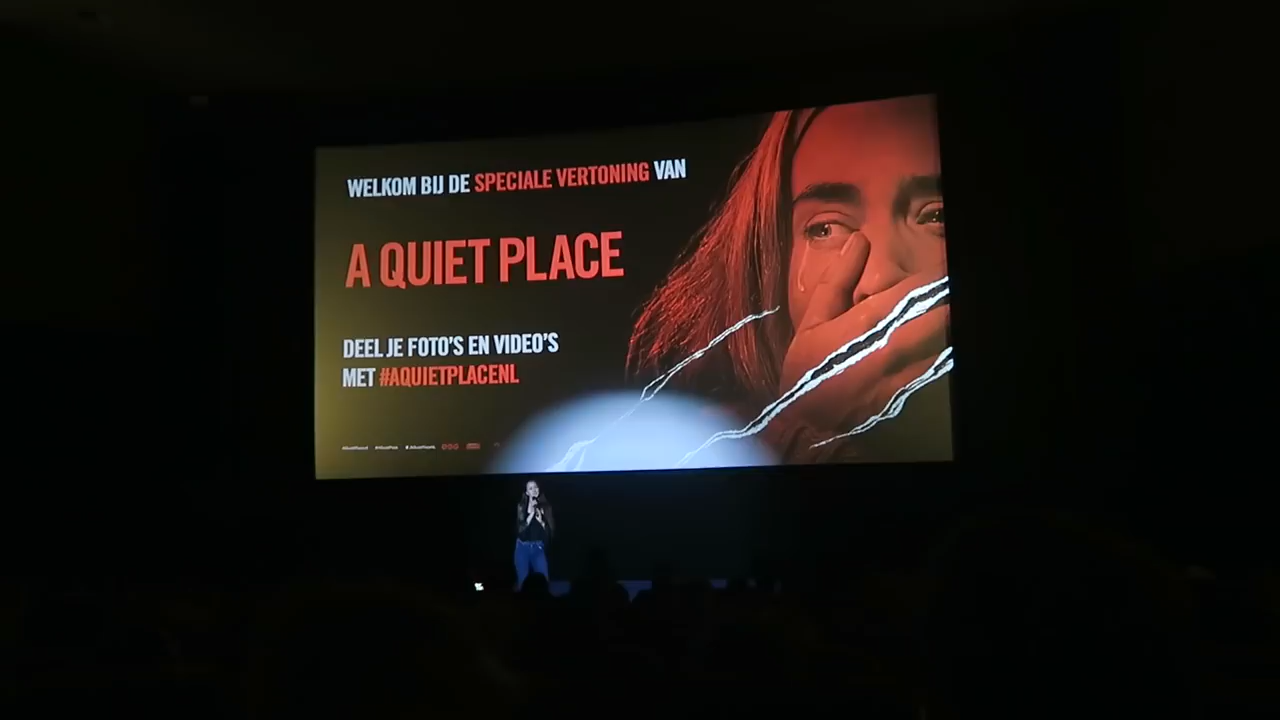 WELKOM BIJ DE SPECIALE VERTONING VAN
A QUIET PLACE
DEEL JE FOTO'S EN VIDEO'S
MET #AQUIETPLACENL